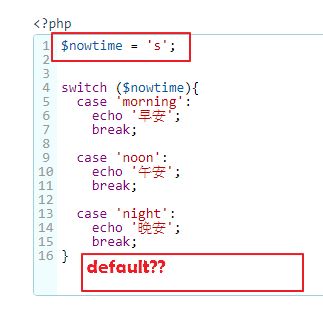 <?php
1 $nowtime = 's';
2
3
4 switch ($nowtime){
5 case 'morning':
6 echo '早安';
7 break;
8
9 case 'noon':
10 echo '午安';
11 break;
12
13 case 'night':
14 echo '晚安';
15 break;
16 }
default??